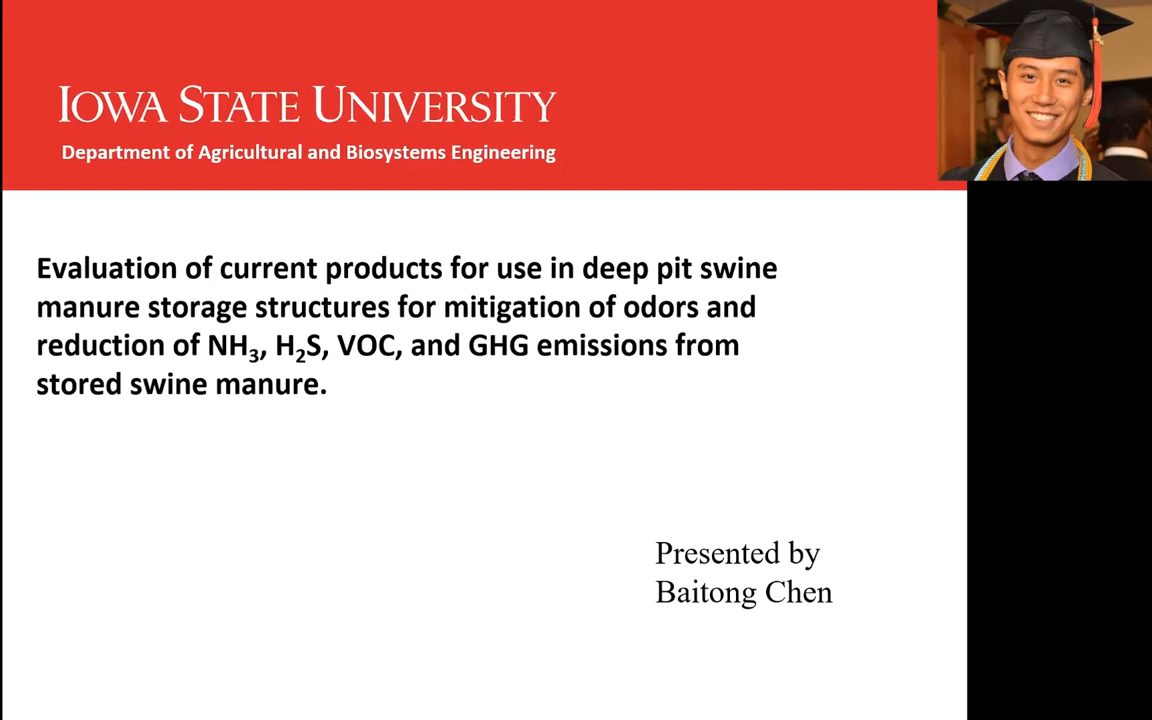 IOWA STATE UNIVERSITY
Department of Agricultural and Biosystems Engineering
Evaluation of current products for use in deep pit swine
manure storage structures for mitigation of odors and
reduction of NH₃, H₂S, VOC, and GHG emissions from
stored swine manure.
Presented by
Baitong Chen